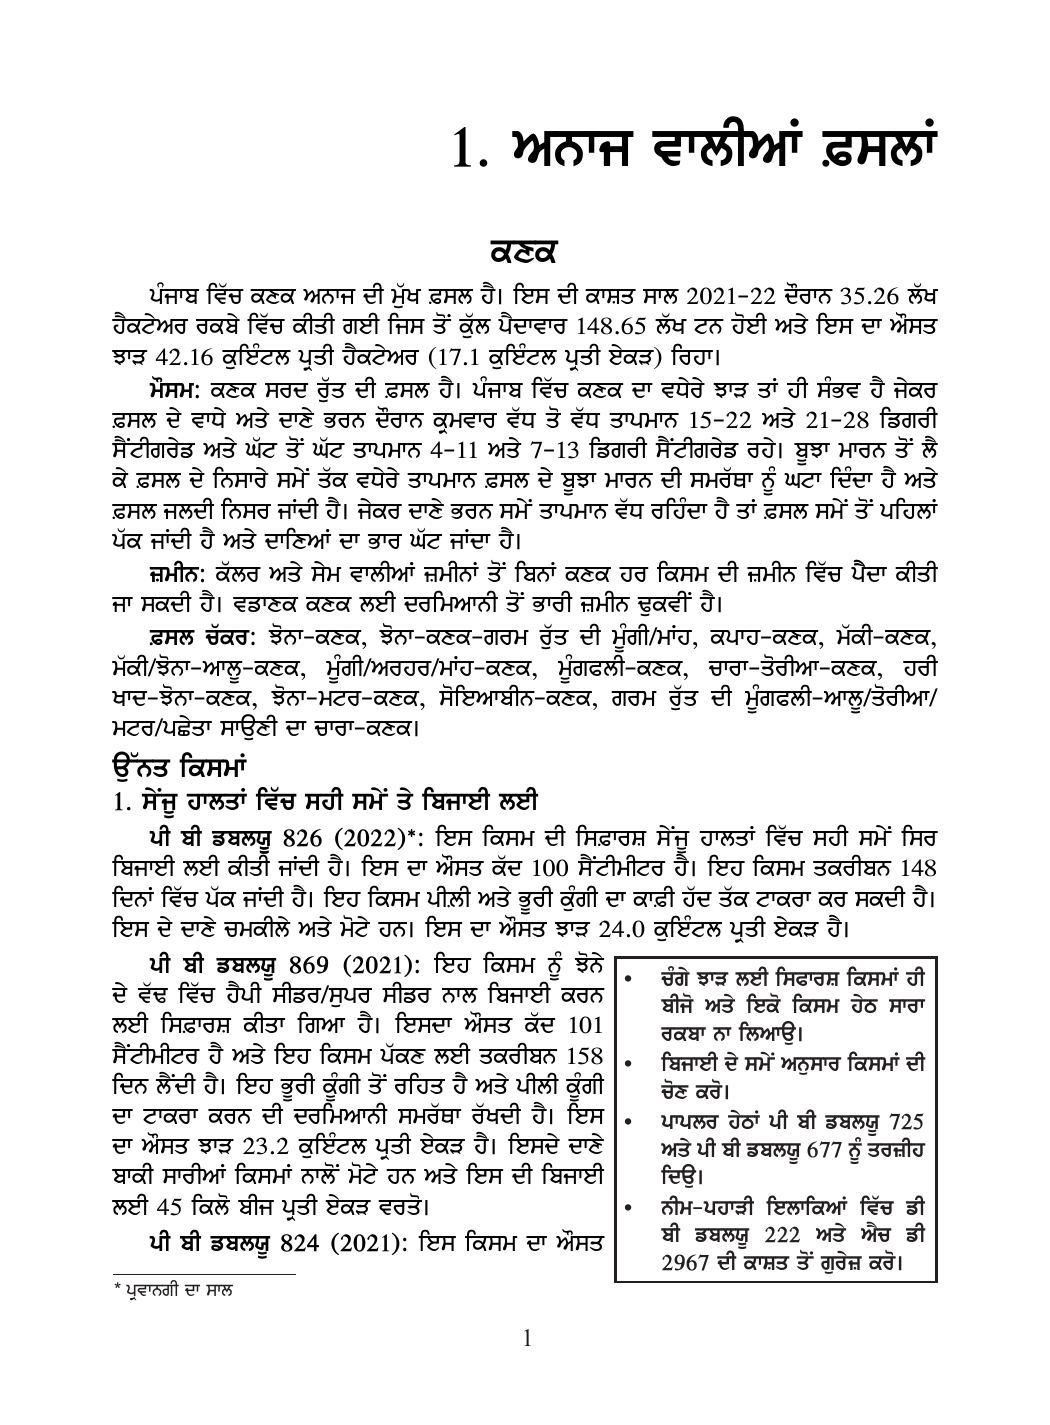 1. ਅਨਾਜ ਵਾਲੀਆਂ ਫ਼ਸਲਾਂ
ਕਣਕ
ਪੰਜਾਬ ਵਿੱਚ ਕਣਕ ਅਨਾਜ ਦੀ ਮੁੱਖ ਫ਼ਸਲ ਹੈ। ਇਸ ਦੀ ਕਾਸ਼ਤ ਸਾਲ 2021-22 ਦੌਰਾਨ 35.26 ਲੱਖ
ਹੈਕਟੇਅਰ ਰਕਬੇ ਵਿੱਚ ਕੀਤੀ ਗਈ ਜਿਸ ਤੋਂ ਕੁੱਲ ਪੈਦਾਵਾਰ 148.65 ਲੱਖ ਟਨ ਹੋਈ ਅਤੇ ਇਸ ਦਾ ਔਸਤ
ਝਾੜ 42.16 ਕੁਇੰਟਲ ਪ੍ਰਤੀ ਹੈਕਟੇਅਰ (17.1 ਕੁਇੰਟਲ ਪ੍ਰਤੀ ਏਕੜ) ਰਿਹਾ।
ਮੌਸਮ: ਕਣਕ ਸਰਦ ਰੁੱਤ ਦੀ ਫ਼ਸਲ ਹੈ। ਪੰਜਾਬ ਵਿੱਚ ਕਣਕ ਦਾ ਵਧੇਰੇ ਝਾੜ ਤਾਂ ਹੀ ਸੰਭਵ ਹੈ ਜੇਕਰ
ਫ਼ਸਲ ਦੇ ਵਾਧੇ ਅਤੇ ਦਾਣੇ ਭਰਨ ਦੌਰਾਨ ਕ੍ਰਮਵਾਰ ਵੱਧ ਤੋ ਵੱਧ ਤਾਪਮਾਨ 15-22 ਅਤੇ 21-28 ਡਿਗਰੀ
ਸੈਂਟੀਗਰੇਡ ਅਤੇ ਘੱਟ ਤੋਂ ਘੱਟ ਤਾਪਮਾਨ 4-11 ਅਤੇ 7-13 ਡਿਗਰੀ ਸੈਂਟੀਗਰੇਡ ਰਹੇ। ਬੂਝਾ ਮਾਰਨ ਤੋਂ ਲੈ
ਕੇ ਫ਼ਸਲ ਦੇ ਨਿਸਾਰੇ ਸਮੇਂ ਤੱਕ ਵਧੇਰੇ ਤਾਪਮਾਨ ਫ਼ਸਲ ਦੇ ਬੂਝਾ ਮਾਰਨ ਦੀ ਸਮਰੱਥਾ ਨੂੰ ਘਟਾ ਦਿੰਦਾ ਹੈ ਅਤੇ
ਫ਼ਸਲ ਜਲਦੀ ਨਿਸਰ ਜਾਂਦੀ ਹੈ। ਜੇਕਰ ਦਾਣੇ ਭਰਨ ਸਮੇਂ ਤਾਪਮਾਨ ਵੱਧ ਰਹਿੰਦਾ ਹੈ ਤਾਂ ਫ਼ਸਲ ਸਮੇਂ ਤੋਂ ਪਹਿਲਾਂ
ਪੱਕ ਜਾਂਦੀ ਹੈ ਅਤੇ ਦਾਣਿਆਂ ਦਾ ਭਾਰ ਘੱਟ ਜਾਂਦਾ ਹੈ।
ਜ਼ਮੀਨ: ਕੱਲਰ ਅਤੇ ਸੇਮ ਵਾਲੀਆਂ ਜ਼ਮੀਨਾਂ ਤੋਂ ਬਿਨਾਂ ਕਣਕ ਹਰ ਕਿਸਮ ਦੀ ਜ਼ਮੀਨ ਵਿੱਚ ਪੈਦਾ ਕੀਤੀ
ਜਾ ਸਕਦੀ ਹੈ। ਵਡਾਣਕ ਕਣਕ ਲਈ ਦਰਮਿਆਨੀ ਤੋਂ ਭਾਰੀ ਜ਼ਮੀਨ ਢੁਕਵੀਂ ਹੈ।
ਫ਼ਸਲ ਚੱਕਰ: ਝੋਨਾ-ਕਣਕ, ਝੋਨਾ-ਕਣਕ-ਗਰਮ ਰੁੱਤ ਦੀ ਮੂੰਗੀ/ਮਾਂਹ, ਕਪਾਹ-ਕਣਕ, ਮੱਕੀ-ਕਣਕ,
ਮੱਕੀ/ਝੋਨਾ-ਆਲੂ-ਕਣਕ, ਮੂੰਗੀ/ਅਰਹਰ/ਮਾਂਹ-ਕਣਕ, ਮੂੰਗਫਲੀ-ਕਣਕ, ਚਾਰਾ-ਤੋਰੀਆ-ਕਣਕ, ਹਰੀ
ਖਾਦ-ਝੋਨਾ-ਕਣਕ, ਝੋਨਾ-ਮਟਰ-ਕਣਕ, ਸੋਇਆਬੀਨ-ਕਣਕ, ਗਰਮ ਰੁੱਤ ਦੀ ਮੂੰਗਫਲੀ-ਆਲੂ/ਤੋਰੀਆ/
ਮਟਰ/ਪਛੇਤਾ ਸਾਉਣੀ ਦਾ ਚਾਰਾ-ਕਣਕ।
ਉੱਨਤ ਕਿਸਮਾਂ
1. ਸੇਂਜੂ ਹਾਲਤਾਂ ਵਿੱਚ ਸਹੀ ਸਮੇਂ ਤੇ ਬਿਜਾਈ ਲਈ
ਪੀ ਬੀ ਡਬਲਯੂ 826 (2022)*: ਇਸ ਕਿਸਮ ਦੀ ਸਿਫ਼ਾਰਸ਼ ਸੇਂਜੂ ਹਾਲਤਾਂ ਵਿੱਚ ਸਹੀ ਸਮੇਂ ਸਿਰ
ਬਿਜਾਈ ਲਈ ਕੀਤੀ ਜਾਂਦੀ ਹੈ। ਇਸ ਦਾ ਔਸਤ ਕੱਦ 100 ਸੈਂਟੀਮੀਟਰ ਹੈ। ਇਹ ਕਿਸਮ ਤਕਰੀਬਨ 148
ਦਿਨਾਂ ਵਿੱਚ ਪੱਕ ਜਾਂਦੀ ਹੈ। ਇਹ ਕਿਸਮ ਪੀਲੀ ਅਤੇ ਭੂਰੀ ਕੁੰਗੀ ਦਾ ਕਾਫ਼ੀ ਹੱਦ ਤੱਕ ਟਾਕਰਾ ਕਰ ਸਕਦੀ ਹੈ।
ਇਸ ਦੇ ਦਾਣੇ ਚਮਕੀਲੇ ਅਤੇ ਮੋਟੇ ਹਨ। ਇਸ ਦਾ ਔਸਤ ਝਾੜ 24.0 ਕੁਇੰਟਲ ਪ੍ਰਤੀ ਏਕੜ ਹੈ।
ਪੀ ਬੀ ਡਬਲਯੂ 869 (2021): ਇਹ ਕਿਸਮ ਨੂੰ ਝੋਨੇ
ਦੇ ਵੱਢ ਵਿੱਚ ਹੈਪੀ ਸੀਡਰ/ਸੁਪਰ ਸੀਡਰ ਨਾਲ ਬਿਜਾਈ ਕਰਨ
ਲਈ ਸਿਫ਼ਾਰਸ਼ ਕੀਤਾ ਗਿਆ ਹੈ। ਇਸਦਾ ਔਸਤ ਕੱਦ 101
ਸੈਂਟੀਮੀਟਰ ਹੈ ਅਤੇ ਇਹ ਕਿਸਮ ਪੱਕਣ ਲਈ ਤਕਰੀਬਨ 158
ਦਿਨ ਲੈਂਦੀ ਹੈ। ਇਹ ਭੂਰੀ ਕੂੰਗੀ ਤੋਂ ਰਹਿਤ ਹੈ ਅਤੇ ਪੀਲੀ ਕੂੰਗੀ
ਦਾ ਟਾਕਰਾ ਕਰਨ ਦੀ ਦਰਮਿਆਨੀ ਸਮਰੱਥਾ ਰੱਖਦੀ ਹੈ। ਇਸ
ਦਾ ਔਸਤ ਝਾੜ 23.2 ਕੁਇੰਟਲ ਪ੍ਰਤੀ ਏਕੜ ਹੈ। ਇਸਦੇ ਦਾਣੇ
ਬਾਕੀ ਸਾਰੀਆਂ ਕਿਸਮਾਂ ਨਾਲੋਂ ਮੋਟੇ ਹਨ ਅਤੇ ਇਸ ਦੀ ਬਿਜਾਈ
ਲਈ 45 ਕਿਲੋ ਬੀਜ ਪ੍ਰਤੀ ਏਕੜ ਵਰਤੋ।
ਪੀ ਬੀ ਡਬਲਯੂ 824 (2021): ਇਸ ਕਿਸਮ ਦਾ ਔਸਤ
• ਚੰਗੇ ਝਾੜ ਲਈ ਸਿਫਾਰਸ਼ ਕਿਸਮਾਂ ਹੀ
ਬੀਜੋ ਅਤੇ ਇਕੋ ਕਿਸਮ ਹੇਠ ਸਾਰਾ
ਰਕਬਾ ਨਾ ਲਿਆਉ।
• ਬਿਜਾਈ ਦੇ ਸਮੇਂ ਅਨੁਸਾਰ ਕਿਸਮਾਂ ਦੀ
ਚੋਣ ਕਰੋ।
• ਪਾਪਲਰ ਹੇਠਾਂ ਪੀ ਬੀ ਡਬਲਯੂ 725
ਅਤੇ ਪੀ ਬੀ ਡਬਲਯੂ 677 ਨੂੰ ਤਰਜ਼ੀਹ
ਦਿਉ।
• ਨੀਮ-ਪਹਾੜੀ ਇਲਾਕਿਆਂ ਵਿੱਚ ਡੀ
ਬੀ ਡਬਲਯੂ 222 ਅਤੇ ਐਚ ਡੀ
2967 ਦੀ ਕਾਸ਼ਤ ਤੋਂ ਗੁਰੇਜ਼ ਕਰੋ।
* ਪ੍ਰਵਾਨਗੀ ਦਾ ਸਾਲ
1